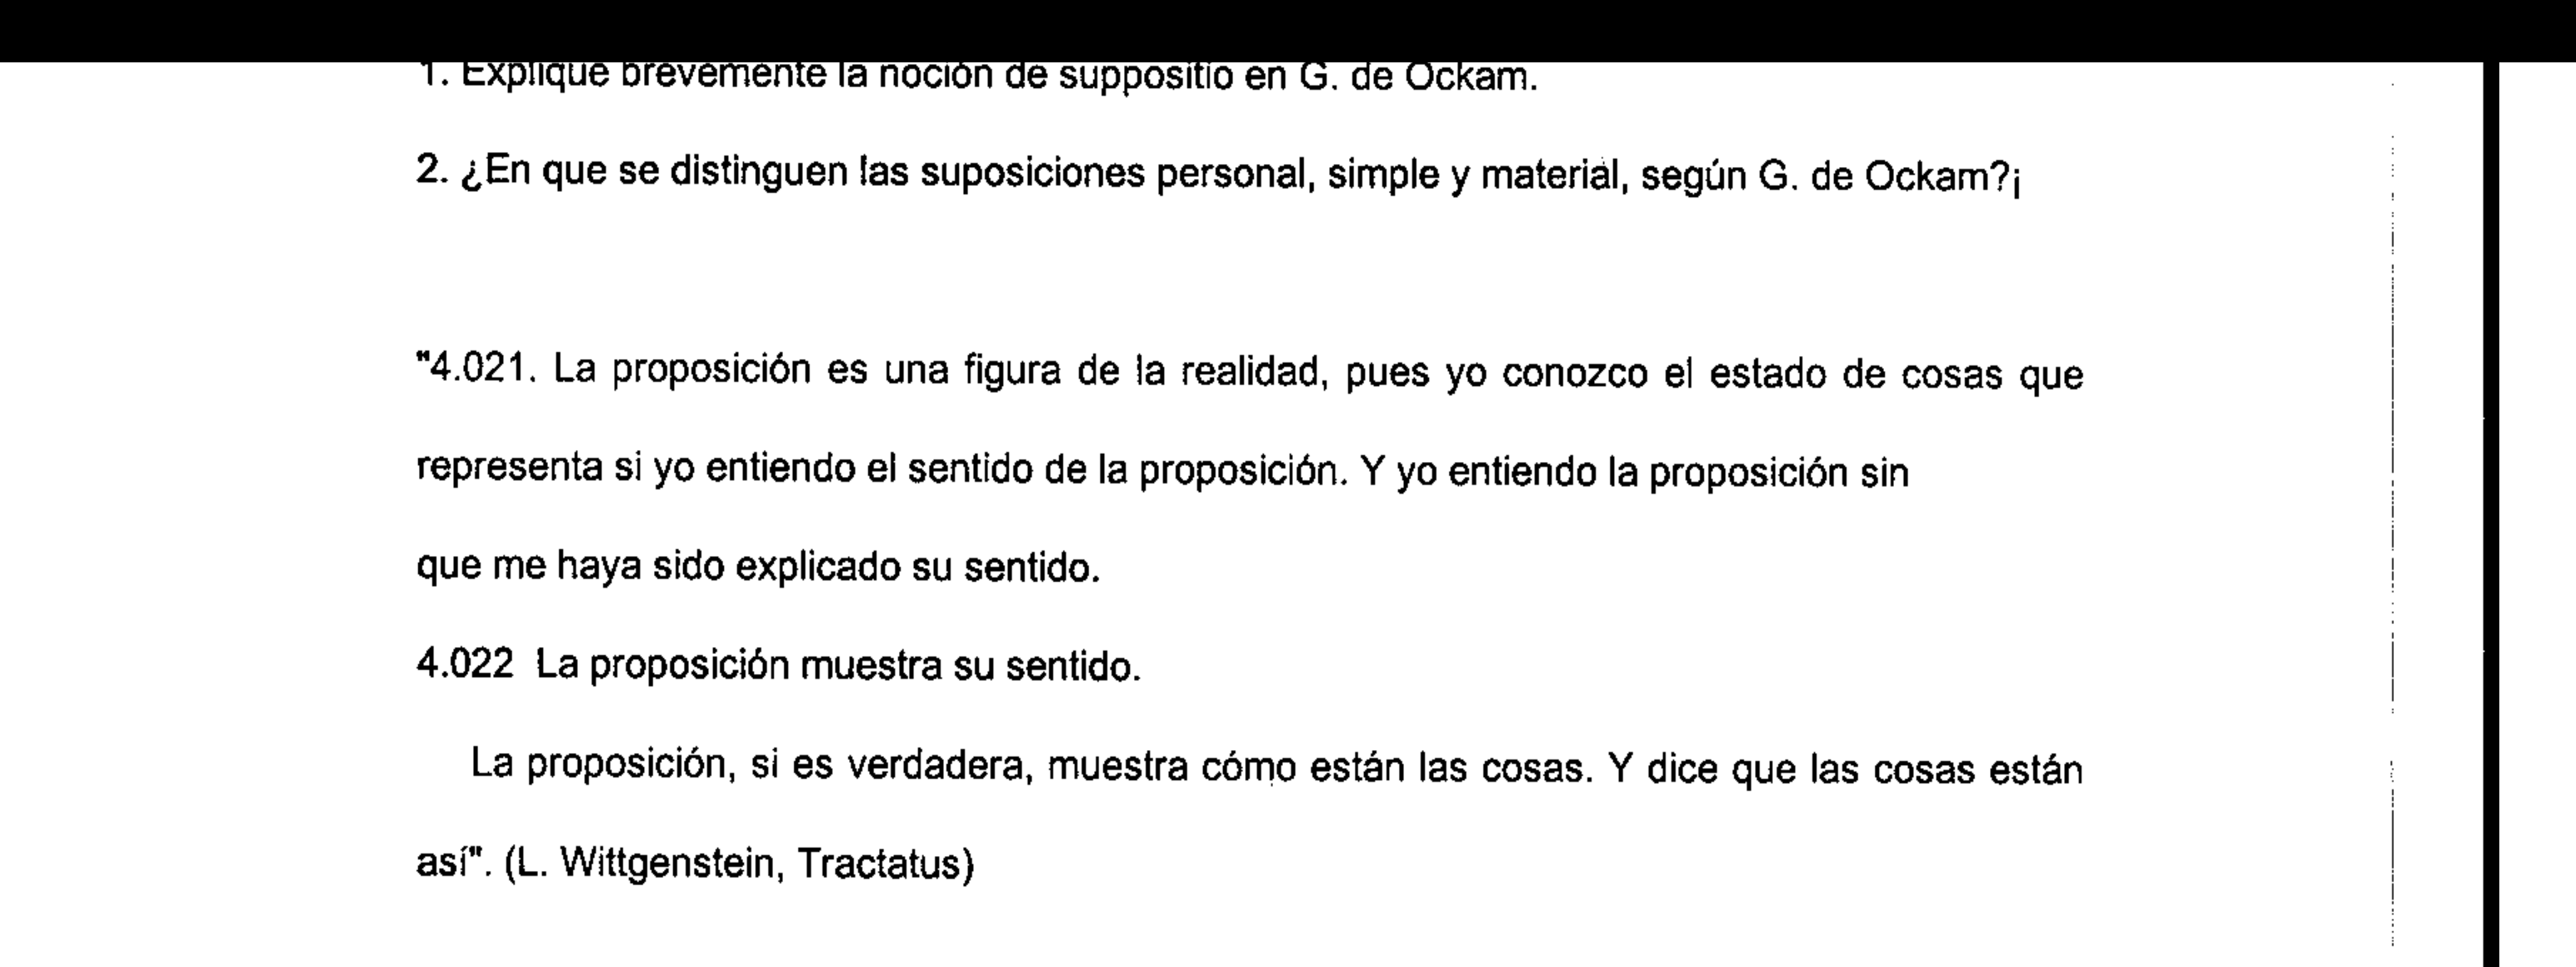 1. Explique brevemente la noción de suppositio en G. de Ockam.
2. ¿En que se distinguen las suposiciones personal, simple y material, según G. de Ockam?¡
"4.021. La proposición es una figura de la realidad, pues yo conozco el estado de cosas que
representa si yo entiendo el sentido de la proposición. Y yo entiendo la proposición sin
que me haya sido explicado su sentido.
4.022 La proposición muestra su sentido.
La proposición, si es verdadera, muestra cómo están las cosas. Y dice que las cosas están
así". (L. Wittgenstein, Tractatus)